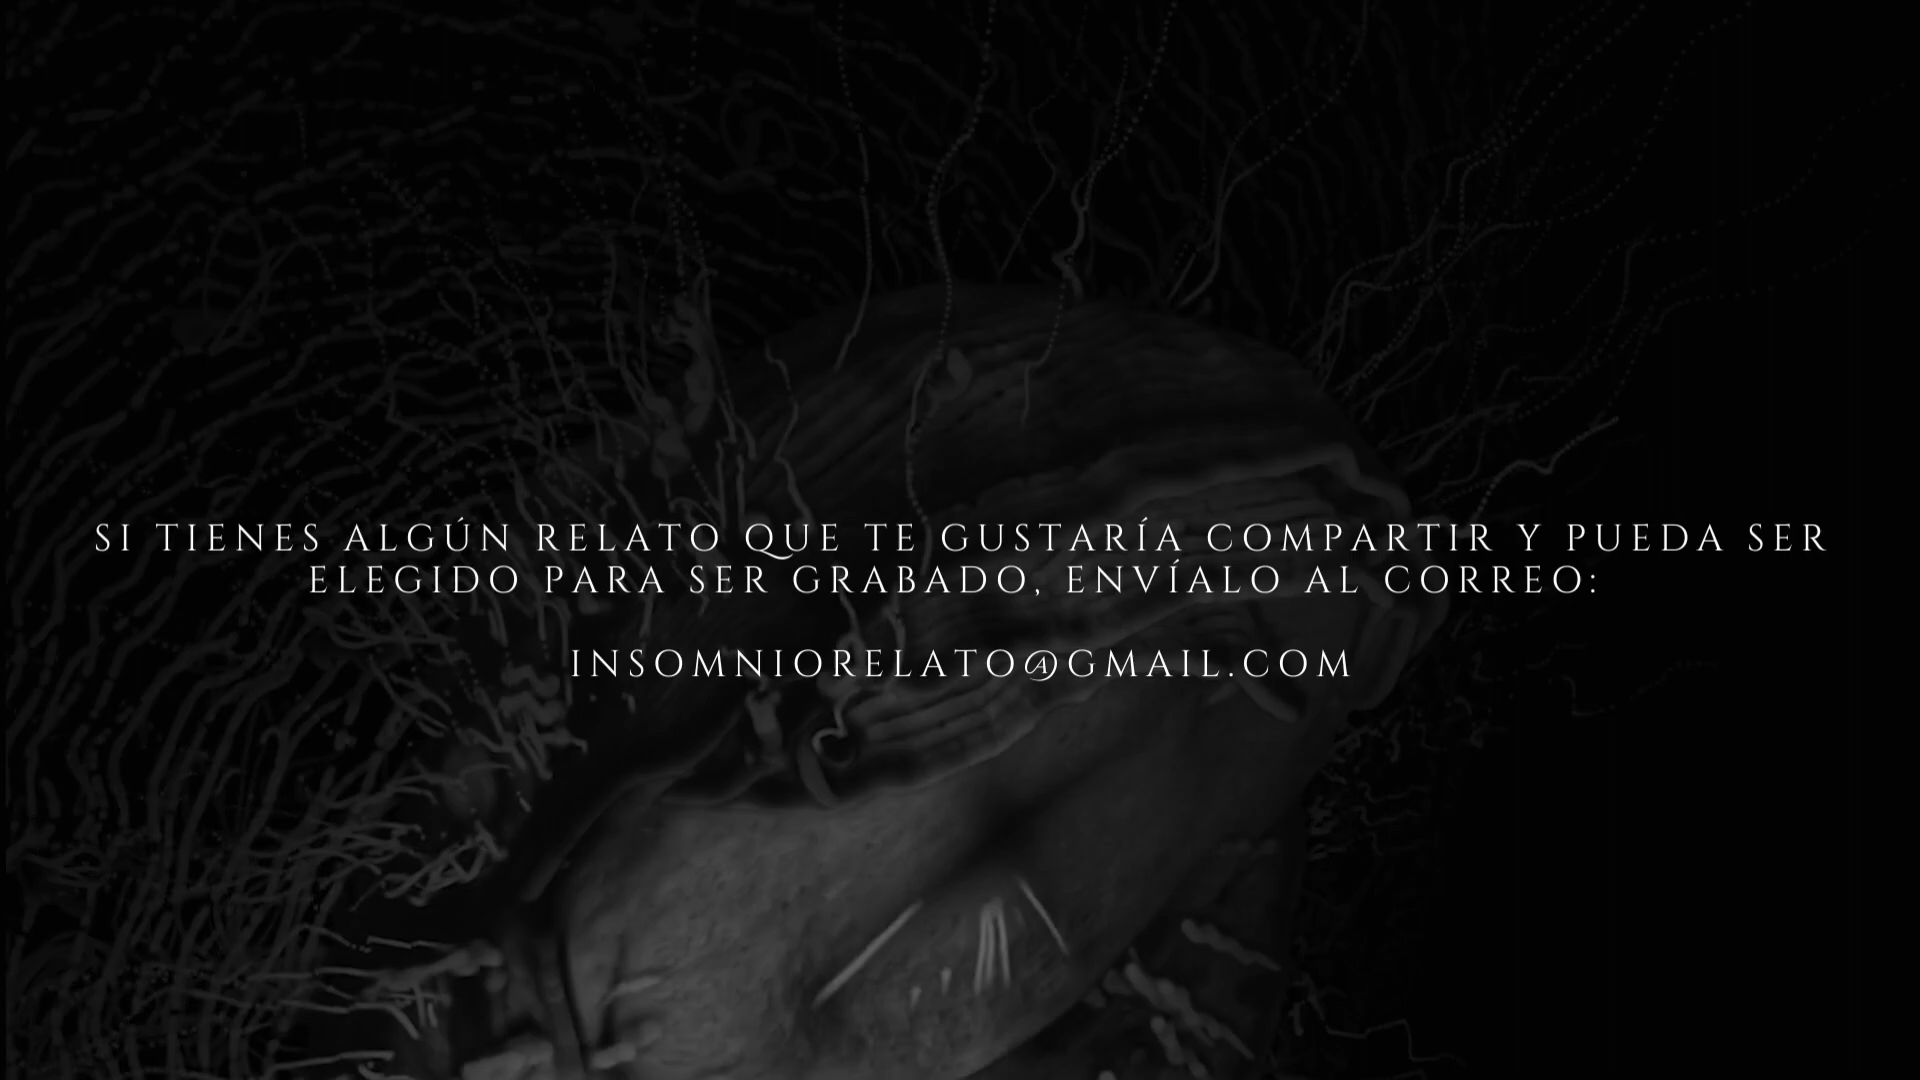 SI TIENES ALGÚN RELATO QUE TE GUSTARÍA COMPARTIR Y PUEDA SER
ELEGIDO PARA SER GRABADO, ENVÍALO AL CORREO:
INSOMNIORELATO@GMAIL.COM